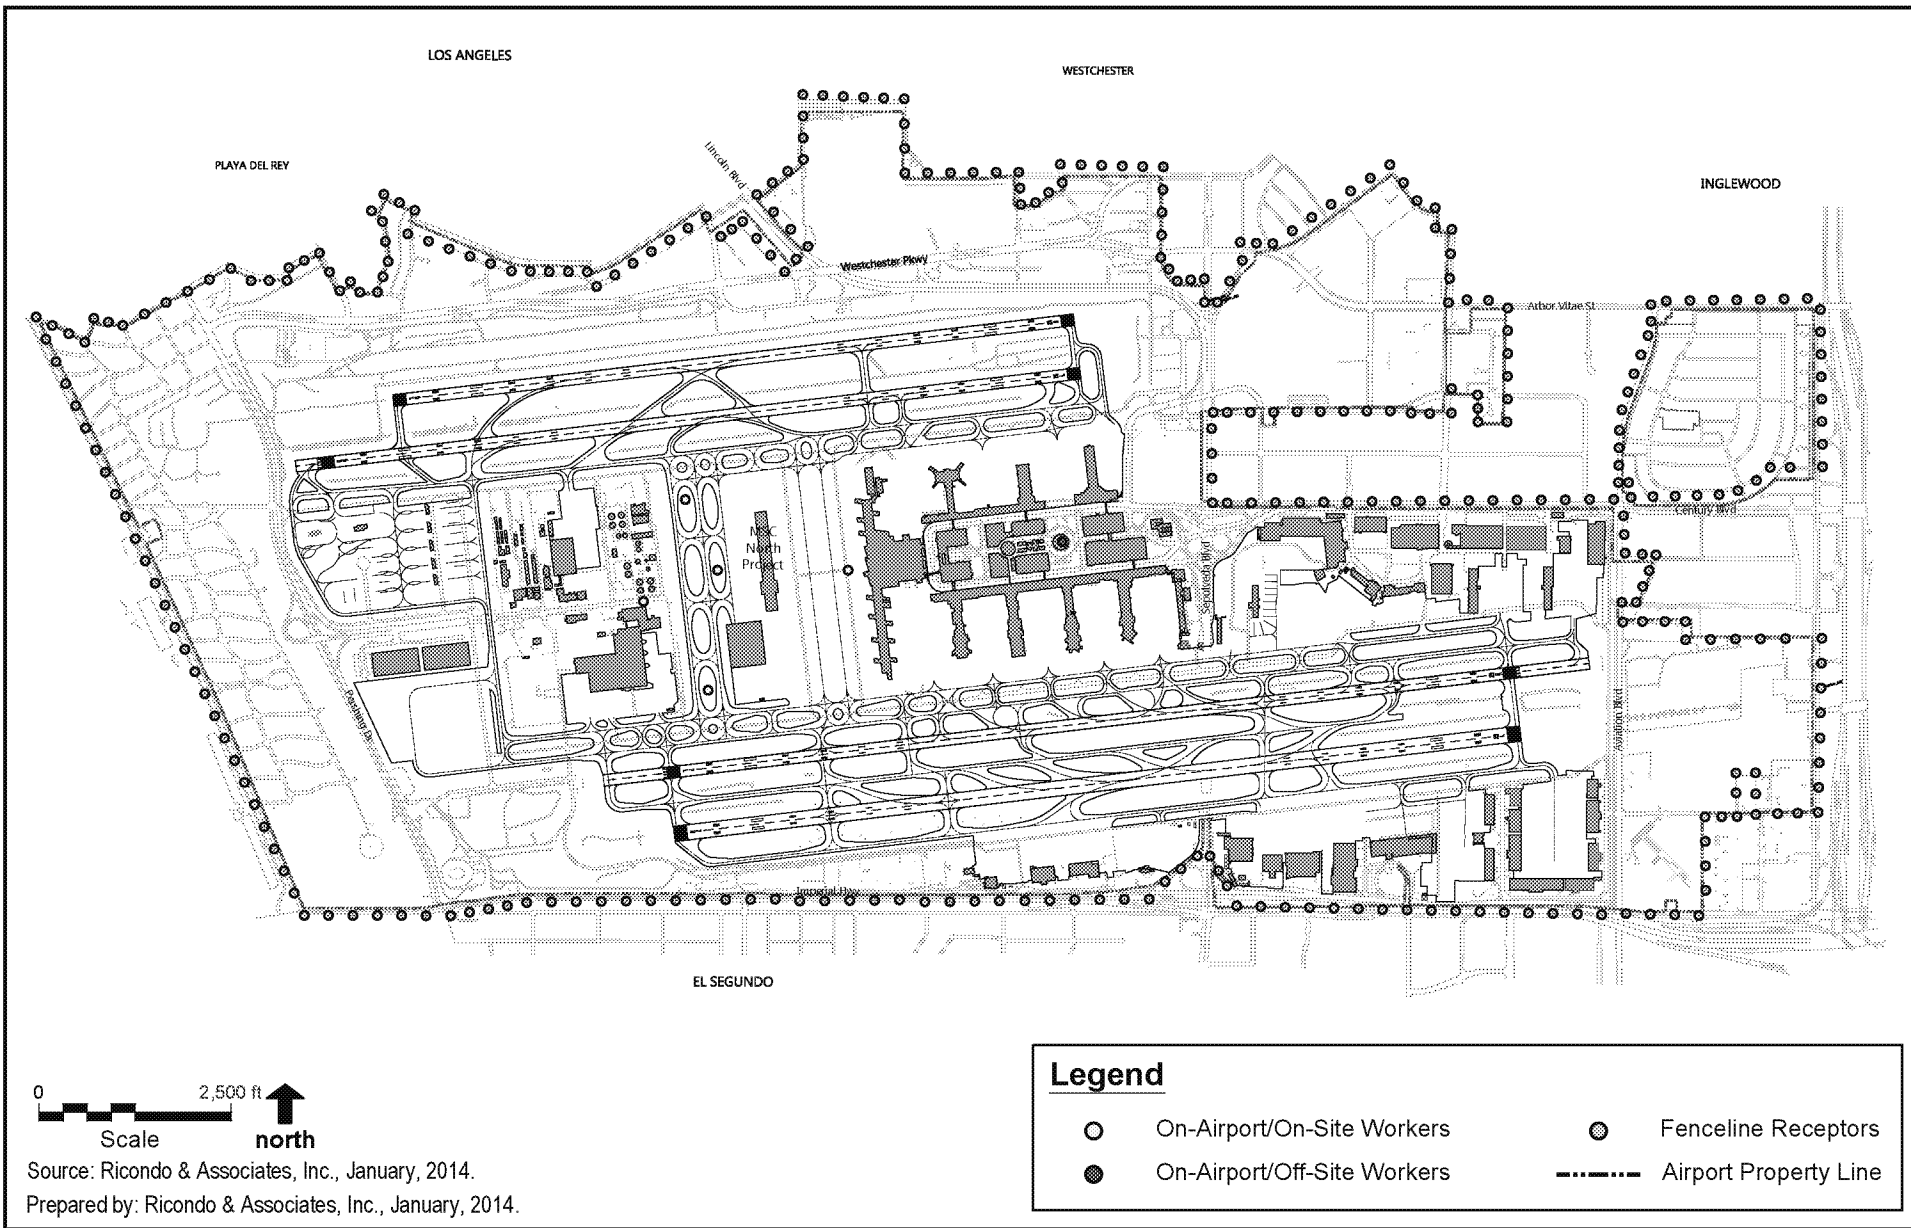 LOS ANGELES
WESTCHESTER
PLAYA DEL REY
Lincoln Blvd
INGLEWOOD
Westchester Pkwy
Arbor Vitae St
Century Blvd
MSC
North
Project
Sepulveda Blvd
Pershing Dr
Aviation Blvd
Imperial Hwy
EL SEGUNDO
0 2,500 ft
Scale
north
Source: Ricondo & Associates, Inc., January, 2014.
Prepared by: Ricondo & Associates, Inc., January, 2014.
Legend
On-Airport/On-Site Workers
Fenceline Receptors
On-Airport/Off-Site Workers
Airport Property Line